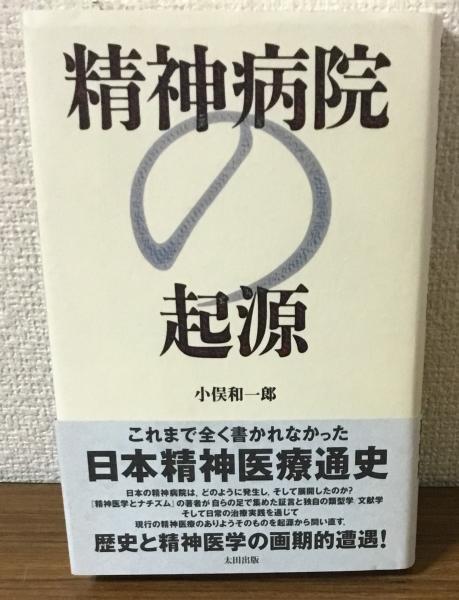 精神病院
の
起源
小俣和一郎
これまで全く書かれなかった
日本精神医療通史
日本の精神病院は、どのように発生し、そして展開したのか?
『精神医学とナチズム』の著者が自らの足で集めた証言と独自の類型学/文献学
そして日常の治療実践を通じて
現行の精神医療のありようそのものを起源から問い直す。
歴史と精神医学の画期的遭遇!
太田出版